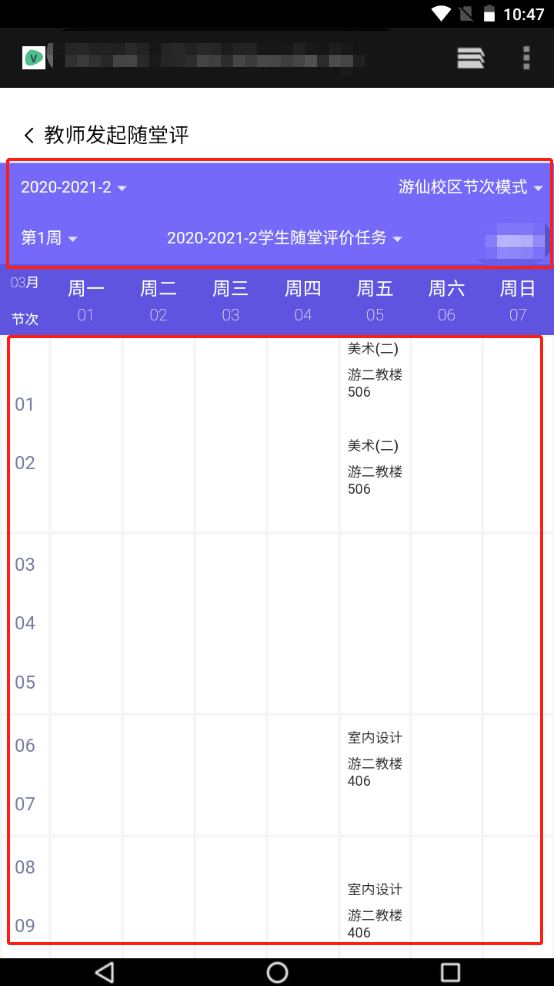 10:47
V
教师发起随堂评
2020-2021-2 游仙校区节次模式
第1周 2020-2021-2学生随堂评价任务
03月 周一 周二 周三 周四 周五 周六 周日
节次 01 02 03 04 05 06 07
美术(二)
游二教楼
506
01
美术(二)
02
游二教楼
506
03
04
05
06
室内设计
游二教楼
406
07
08
室内设计
游二教楼
09
406